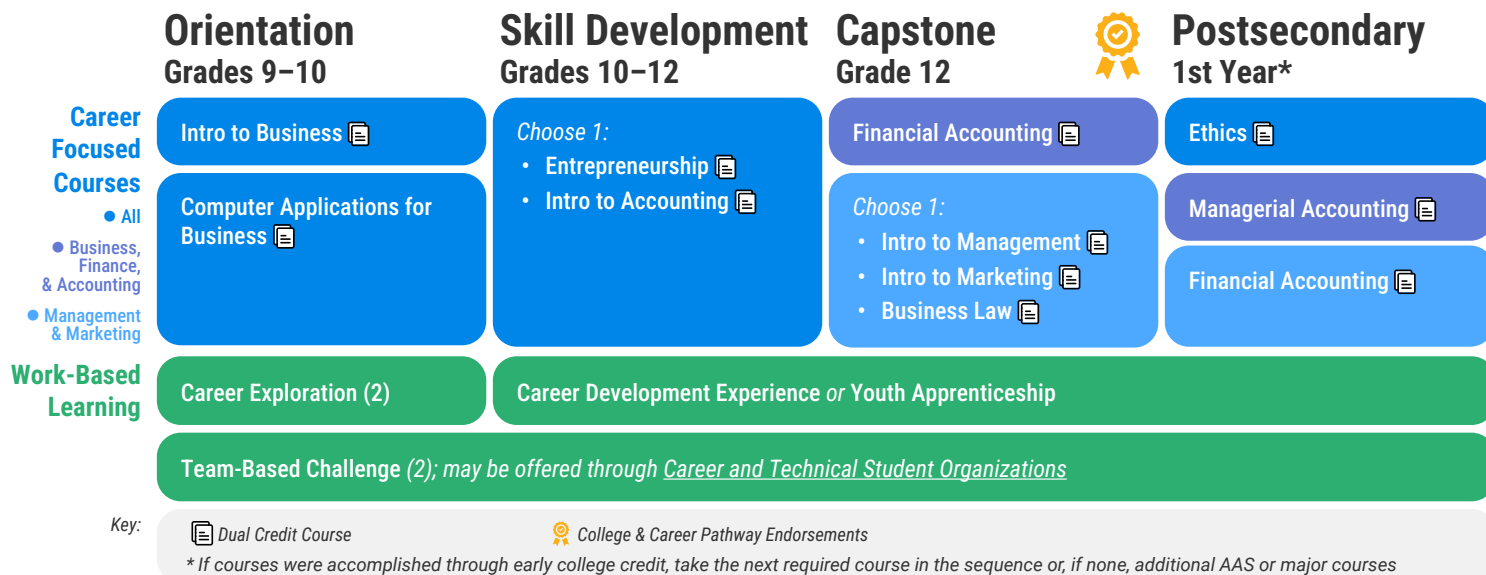 Orientation
Grades 9–10
Skill Development
Grades 10–12
Capstone
Grade 12
Postsecondary
1st Year*
Career
Focused
Courses
● All
● Business,
Finance,
& Accounting
● Management
& Marketing
Intro to Business
Computer Applications for
Business
Choose 1:
• Entrepreneurship
• Intro to Accounting
Financial Accounting
Choose 1:
• Intro to Management
• Intro to Marketing
• Business Law
Ethics
Managerial Accounting
Financial Accounting
Work-Based
Learning
Career Exploration (2)
Career Development Experience or Youth Apprenticeship
Team-Based Challenge (2); may be offered through Career and Technical Student Organizations
Key:
Dual Credit Course
College & Career Pathway Endorsements
* If courses were accomplished through early college credit, take the next required course in the sequence or, if none, additional AAS or major courses